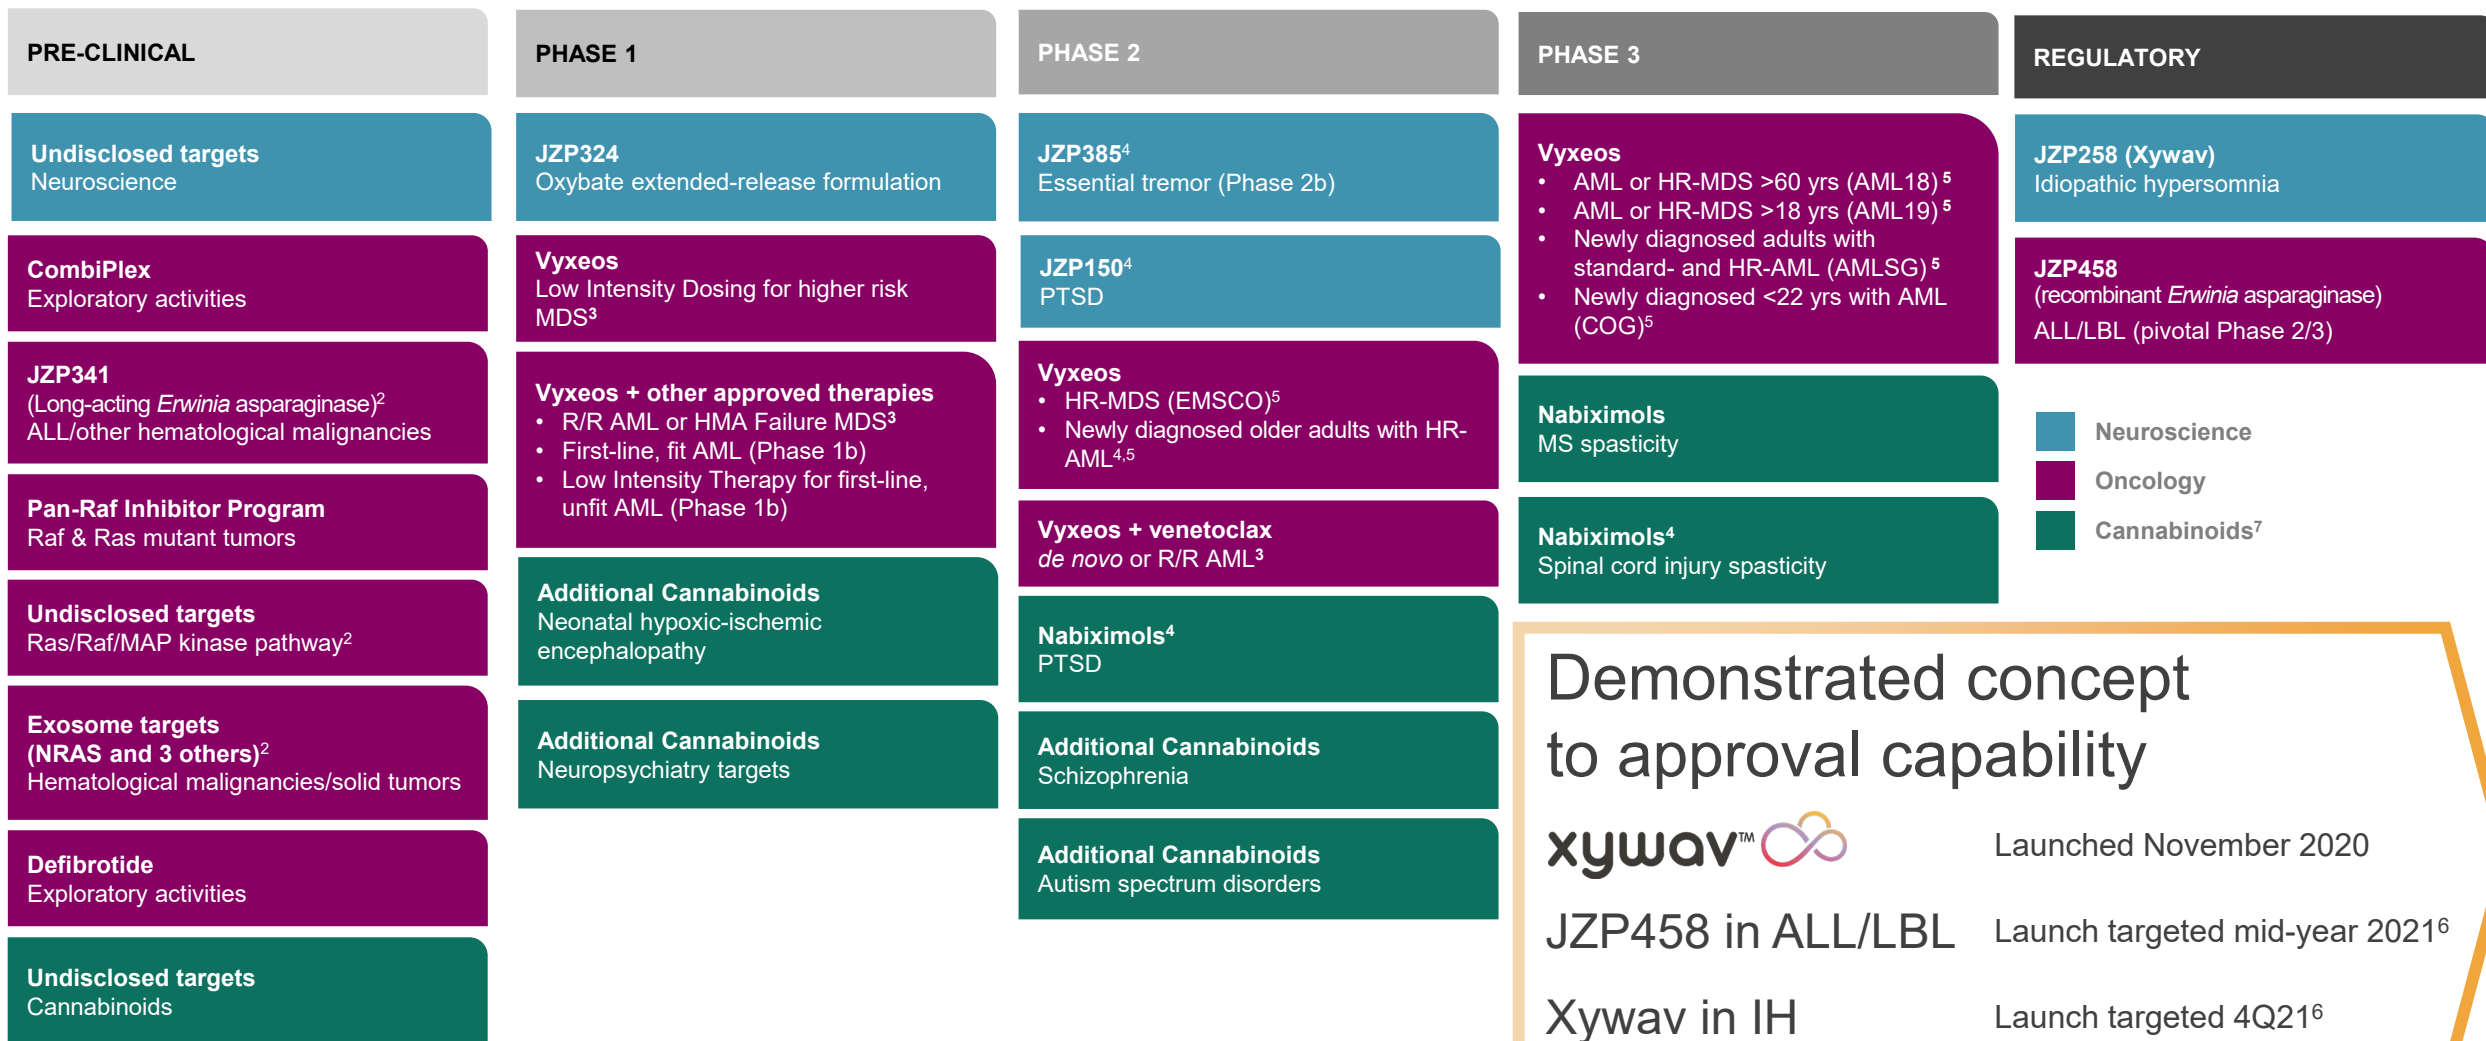 PRE-CLINICAL
Undisclosed targets
Neuroscience
CombiPlex
Exploratory activities
JZP341
(Long-acting Erwinia asparaginase)²
ALL/other hematological malignancies
Pan-Raf Inhibitor Program
Raf & Ras mutant tumors
Undisclosed targets
Ras/Raf/MAP kinase pathway²
Exosome targets
(NRAS and 3 others)²
Hematological malignancies/solid tumors
Defibrotide
Exploratory activities
Undisclosed targets
Cannabinoids
PHASE 1
JZP324
Oxybate extended-release formulation
Vyxeos
Low Intensity Dosing for higher risk
MDS³
Vyxeos + other approved therapies
• R/R AML or HMA Failure MDS³
• First-line, fit AML (Phase 1b)
• Low Intensity Therapy for first-line,
unfit AML (Phase 1b)
Additional Cannabinoids
Neonatal hypoxic-ischemic
encephalopathy
Additional Cannabinoids
Neuropsychiatry targets
PHASE 2
JZP385⁴
Essential tremor (Phase 2b)
JZP150⁴
PTSD
Vyxeos
• HR-MDS (EMSCO)⁵
• Newly diagnosed older adults with HR-
AML⁴,⁵
Vyxeos + venetoclax
de novo or R/R AML³
Nabiximols⁴
PTSD
Additional Cannabinoids
Schizophrenia
Additional Cannabinoids
Autism spectrum disorders
PHASE 3
Vyxeos
• AML or HR-MDS >60 yrs (AML18) ⁵
• AML or HR-MDS >18 yrs (AML19) ⁵
• Newly diagnosed adults with
standard- and HR-AML (AMLSG) ⁵
• Newly diagnosed <22 yrs with AML
(COG)⁵
Nabiximols
MS spasticity
Nabiximols⁴
Spinal cord injury spasticity
REGULATORY
JZP258 (Xywav)
Idiopathic hypersomnia
JZP458
(recombinant Erwinia asparaginase)
ALL/LBL (pivotal Phase 2/3)
Neuroscience
Oncology
Cannabinoids⁷
Demonstrated concept
to approval capability
xywav™ Launched November 2020
JZP458 in ALL/LBL Launch targeted mid-year 2021⁶
Xywav in IH Launch targeted 4Q21⁶